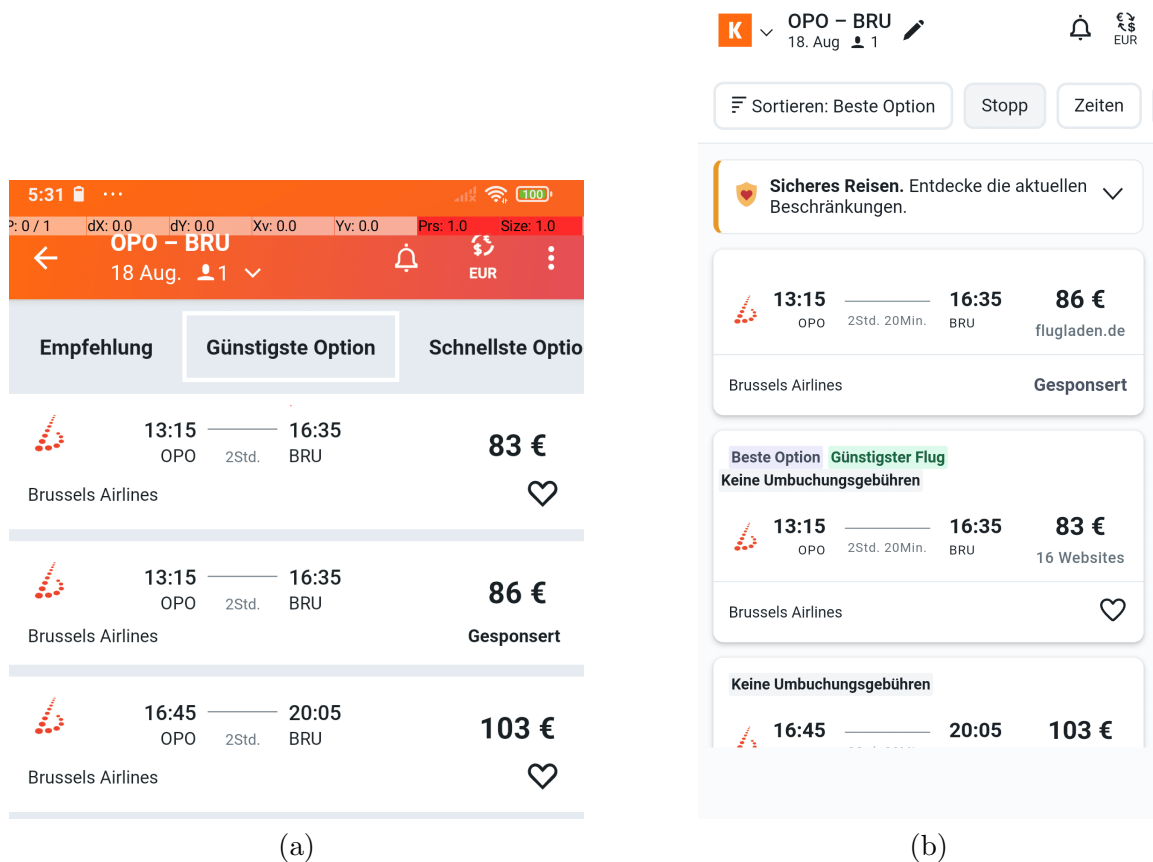 5:31 ... 100
P: 0 / 1 dX: 0.0 dY: 0.0 Xv: 0.0 Yv: 0.0 Prs: 1.0 Size: 1.0
OPO – BRU
18 Aug. 1 EUR
Empfehlung Günstigste Option Schnellste Optio
13:15 16:35 83 €
OPO 2Std. BRU
Brussels Airlines
13:15 16:35 86 €
OPO 2Std. BRU
Brussels Airlines Gesponsert
16:45 20:05 103 €
OPO 2Std. BRU
Brussels Airlines
(a)
K OPO – BRU
18. Aug 1 EUR
Sortieren: Beste Option Stopp Zeiten
Sicheres Reisen. Entdecke die aktuellen
Beschränkungen.
13:15 16:35 86 €
OPO 2Std. 20Min. BRU flugladen.de
Brussels Airlines Gesponsert
Beste Option Günstigster Flug
Keine Umbuchungsgebühren
13:15 16:35 83 €
OPO 2Std. 20Min. BRU 16 Websites
Brussels Airlines
Keine Umbuchungsgebühren
16:45 20:05 103 €
(b)